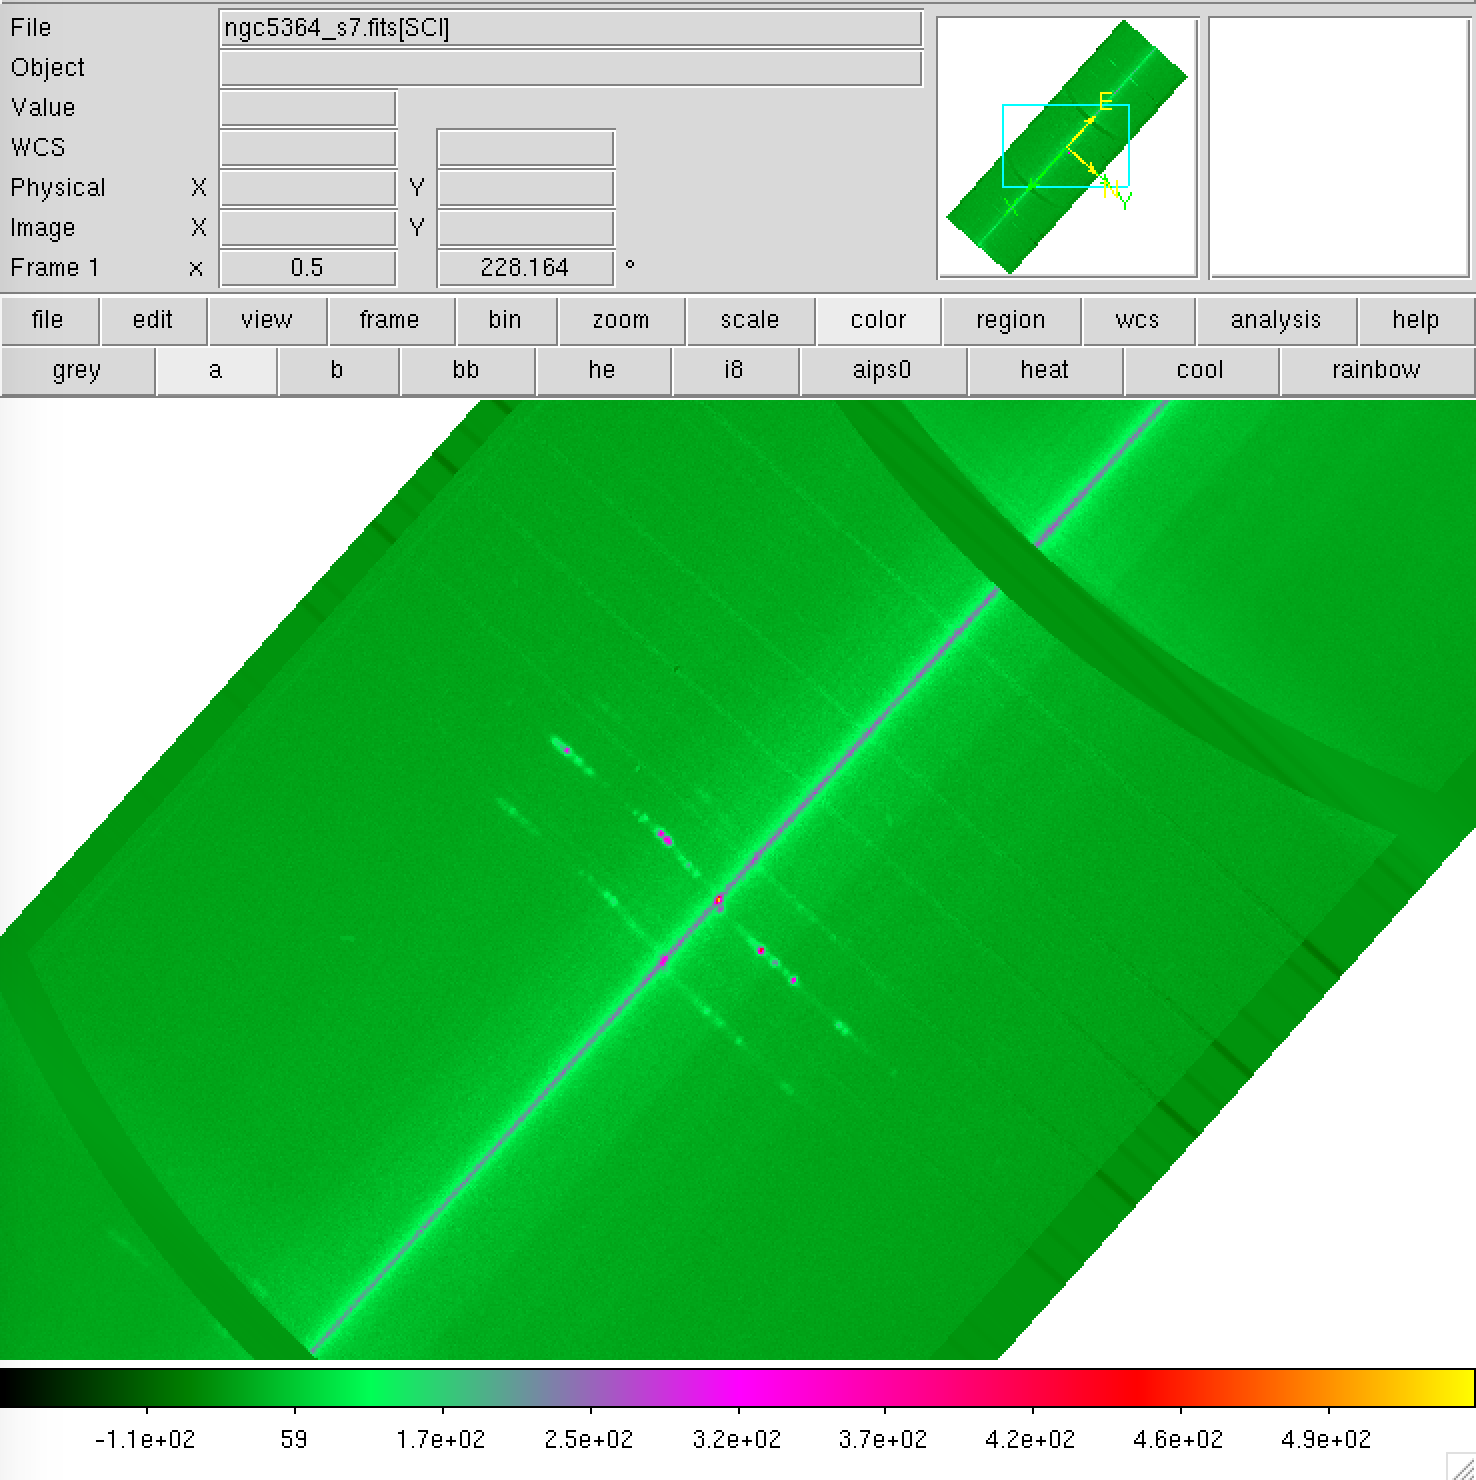 File ngc5364_s7.fits[SCI]
Object
Value
WCS
Physical X Y
Image X Y
Frame 1 x 0.5 228.164 °
E
N
Y
X
file edit view frame bin zoom scale color region wcs analysis help
grey a b bb he i8 aips0 heat cool rainbow
-1.1e+02 59 1.7e+02 2.5e+02 3.2e+02 3.7e+02 4.2e+02 4.6e+02 4.9e+02